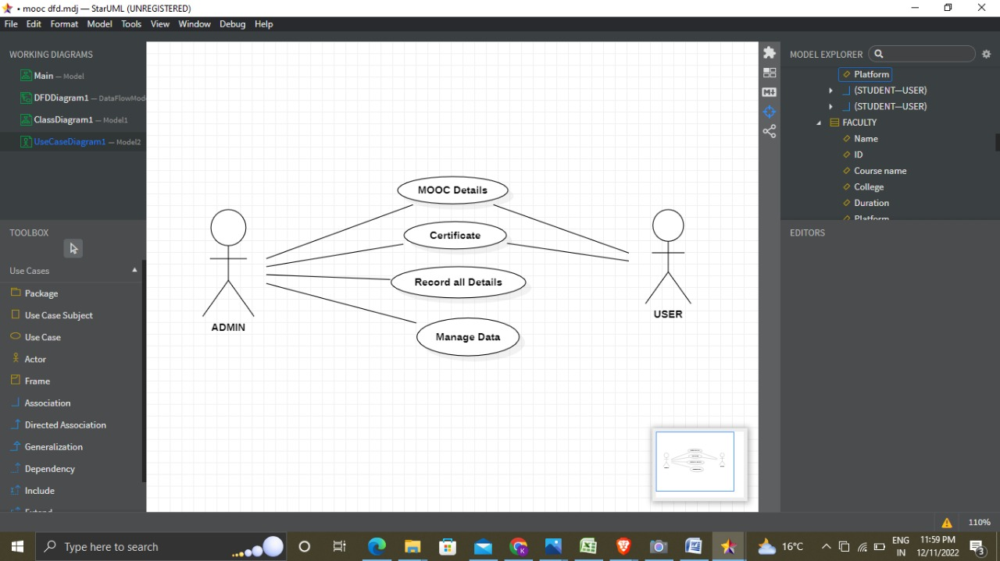 • mooc dfd.mdj — StarUML (UNREGISTERED)
File Edit Format Model Tools View Window Debug Help
WORKING DIAGRAMS
Main — Model
DFDDiagram1 — DataFlowMod
ClassDiagram1 — Model1
UseCaseDiagram1 — Model2
TOOLBOX
Use Cases
Package
Use Case Subject
Use Case
Actor
Frame
Association
Directed Association
Generalization
Dependency
Include
Extend
MOOC Details
Certificate
Record all Details
Manage Data
ADMIN
USER
MODEL EXPLORER
Platform
(STUDENT—USER)
(STUDENT—USER)
FACULTY
Name
ID
Course name
College
Duration
Platform
EDITORS
110%
Type here to search
16°C
ENG
IN
11:59 PM
12/11/2022
3